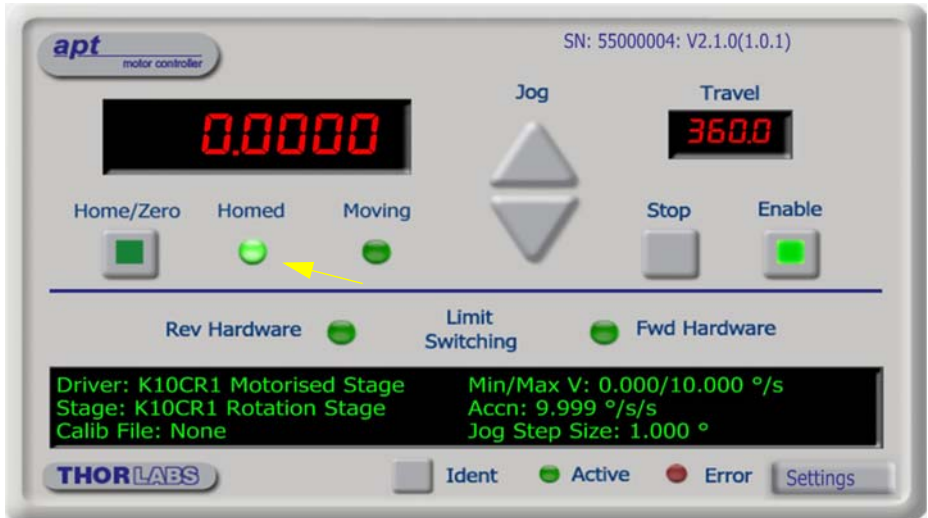 apt
motor controller
SN: 55000004: V2.1.0(1.0.1)
0.0000
Jog
Travel
360.0
Home/Zero
Homed
Moving
Stop
Enable
Rev Hardware
Limit
Switching
Fwd Hardware
Driver: K10CR1 Motorised Stage
Stage: K10CR1 Rotation Stage
Calib File: None
Min/Max V: 0.000/10.000 °/s
Accn: 9.999 °/s/s
Jog Step Size: 1.000 °
THORLABS
Ident
Active
Error
Settings